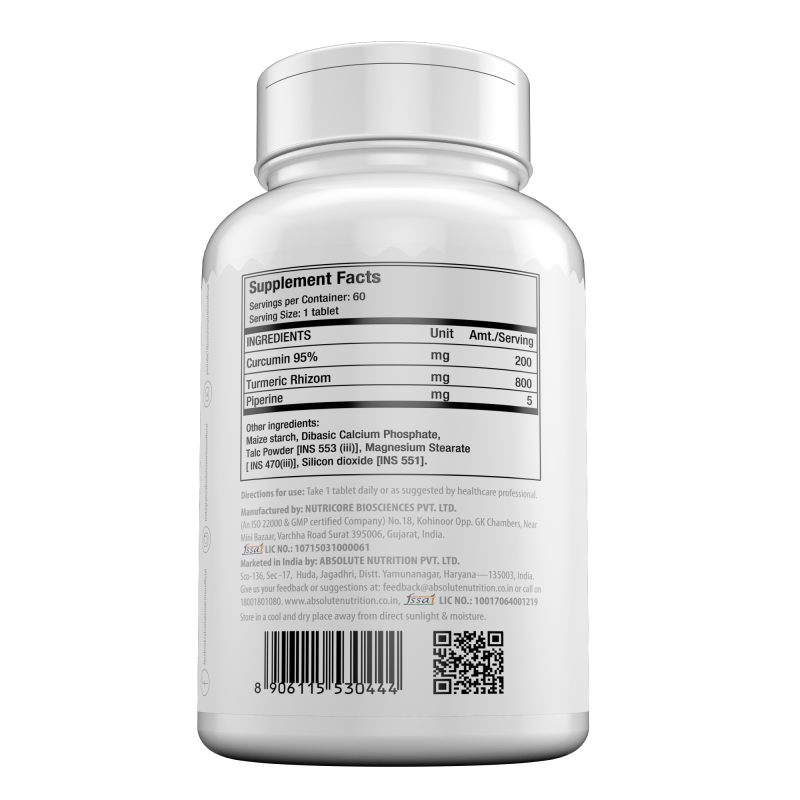 Supplement Facts
Servings per Container: 60
Serving Size: 1 tablet
INGREDIENTS Unit Amt./Serving
Curcumin 95% mg 200
Turmeric Rhizom mg 800
Piperine mg 5
Other ingredients:
Maize starch, Dibasic Calcium Phosphate,
Talc Powder [INS 553 (iii)], Magnesium Stearate
[ INS 470(iii)], Silicon dioxide [INS 551].
Directions for use: Take 1 tablet daily or as suggested by healthcare professional.
Manufactured by: NUTRICORE BIOSCIENCES PVT. LTD.
(An ISO 22000 & GMP certified Company) No.18, Kohinoor Opp. GK Chambers, Near
Mini Bazaar, Varchha Road Surat 395006, Gujarat, India.
fssai LIC NO.: 10715031000061
Marketed in India by: ABSOLUTE NUTRITION PVT. LTD.
Sco-136, Sec -17, Huda, Jagadhri, Distt. Yamunanagar, Haryana—135003, India.
Give us your feedback or suggestions at: feedback@absolutenutrition.co.in or call on
18001801080. www.absolutenutrition.co.in, fssai LIC NO.: 10017064001219
Store in a cool and dry place away from direct sunlight & moisture.
8 906115 530444